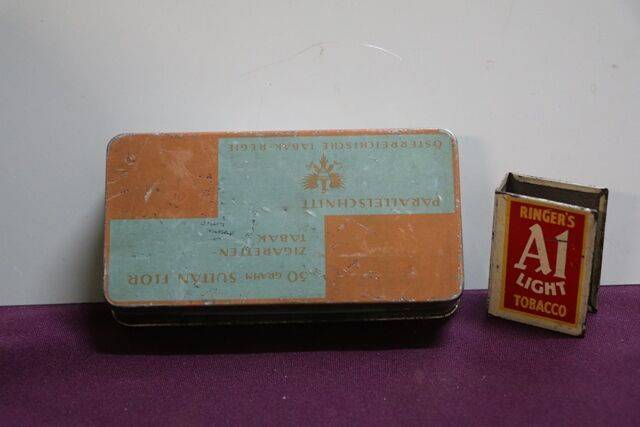 50 GRAMM SULTAN FLOR
ZIGARETTEN
TABAK
PARALLELSCHNITT
ÖSTERREICHISCHE TABAK-REGIE
RINGER'S
A1
LIGHT
TOBACCO